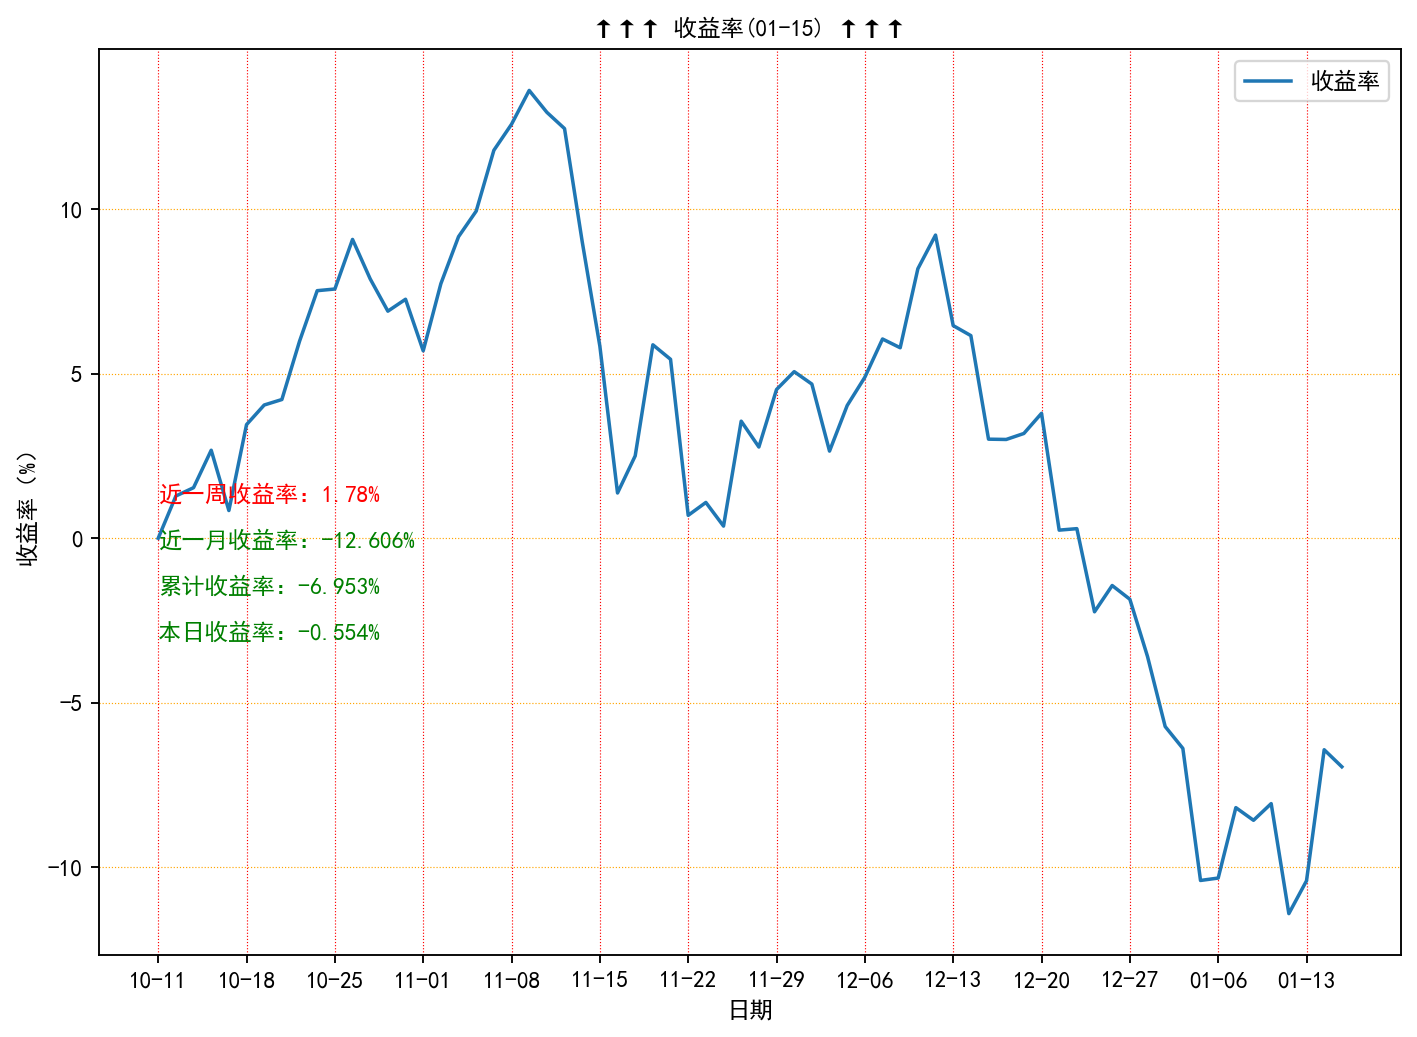 ↑↑↑ 收益率(01-15) ↑↑↑
收益率
10
5
0
-5
-10
收益率 (%)
近一周收益率：1.78%
近一月收益率：-12.606%
累计收益率：-6.953%
本日收益率：-0.554%
10-11 10-18 10-25 11-01 11-08 11-15 11-22 11-29 12-06 12-13 12-20 12-27 01-06 01-13
日期